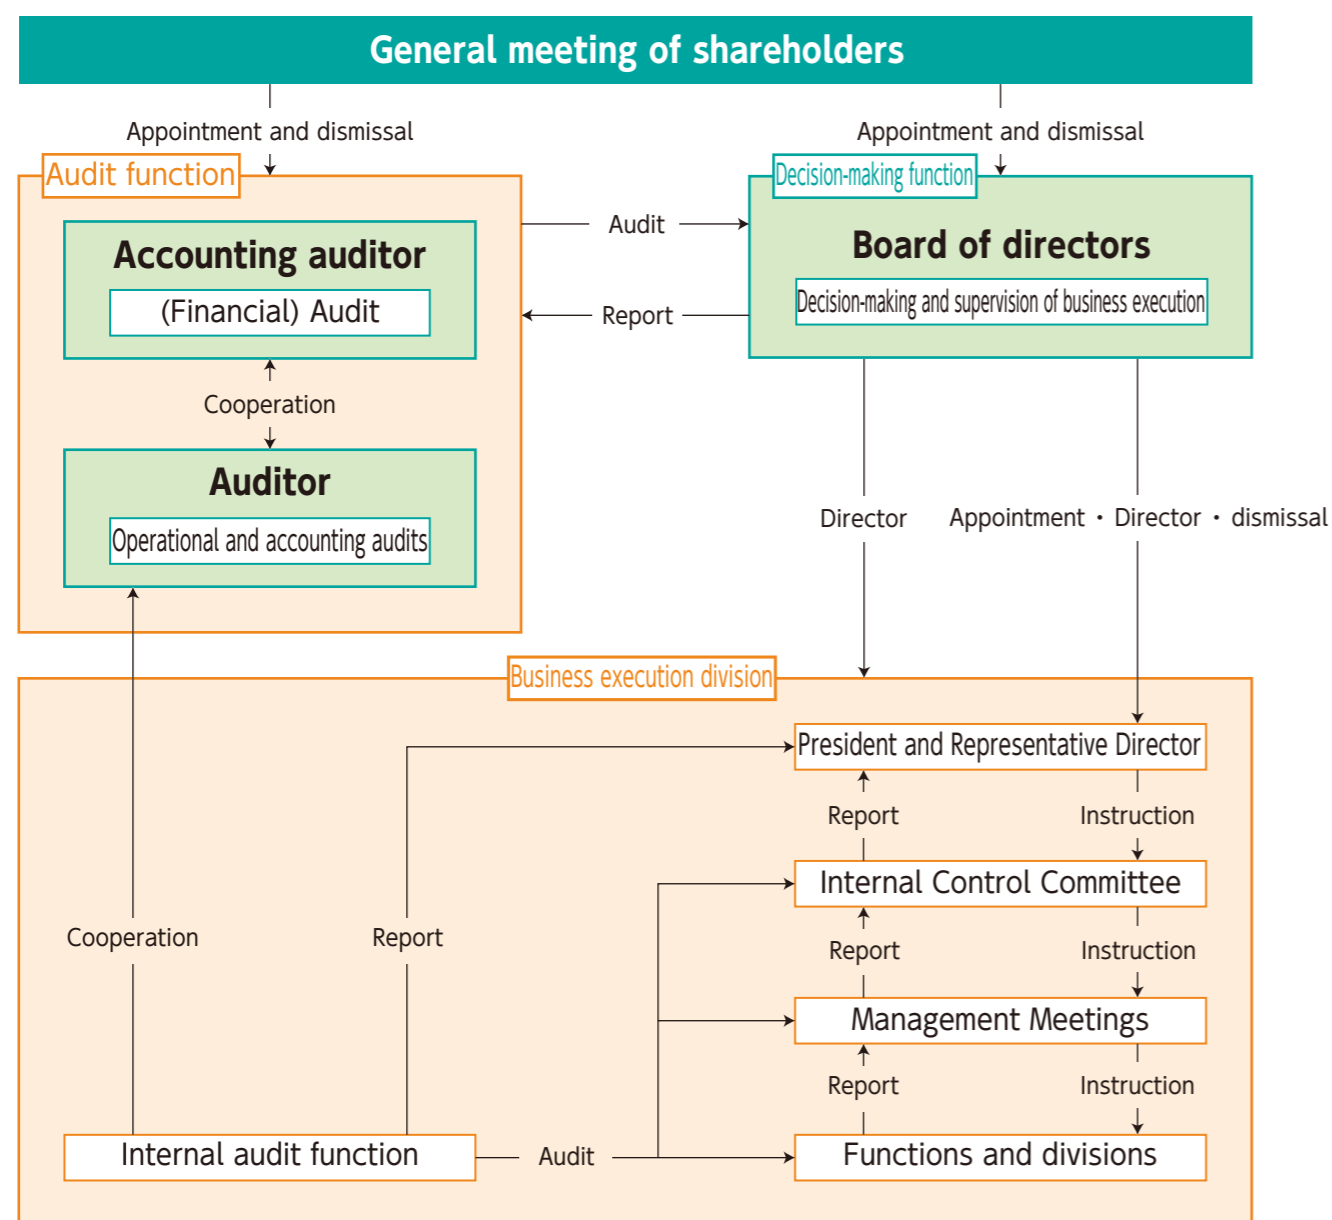 General meeting of shareholders
Appointment and dismissal
Appointment and dismissal
Audit function
Decision-making function
Accounting auditor
(Financial) Audit
Audit
Board of directors
Decision-making and supervision of business execution
Report
Cooperation
Auditor
Operational and accounting audits
Director
Appointment・Director・dismissal
Business execution division
President and Representative Director
Report
Instruction
Internal Control Committee
Cooperation
Report
Report
Instruction
Management Meetings
Report
Instruction
Internal audit function
Audit
Functions and divisions